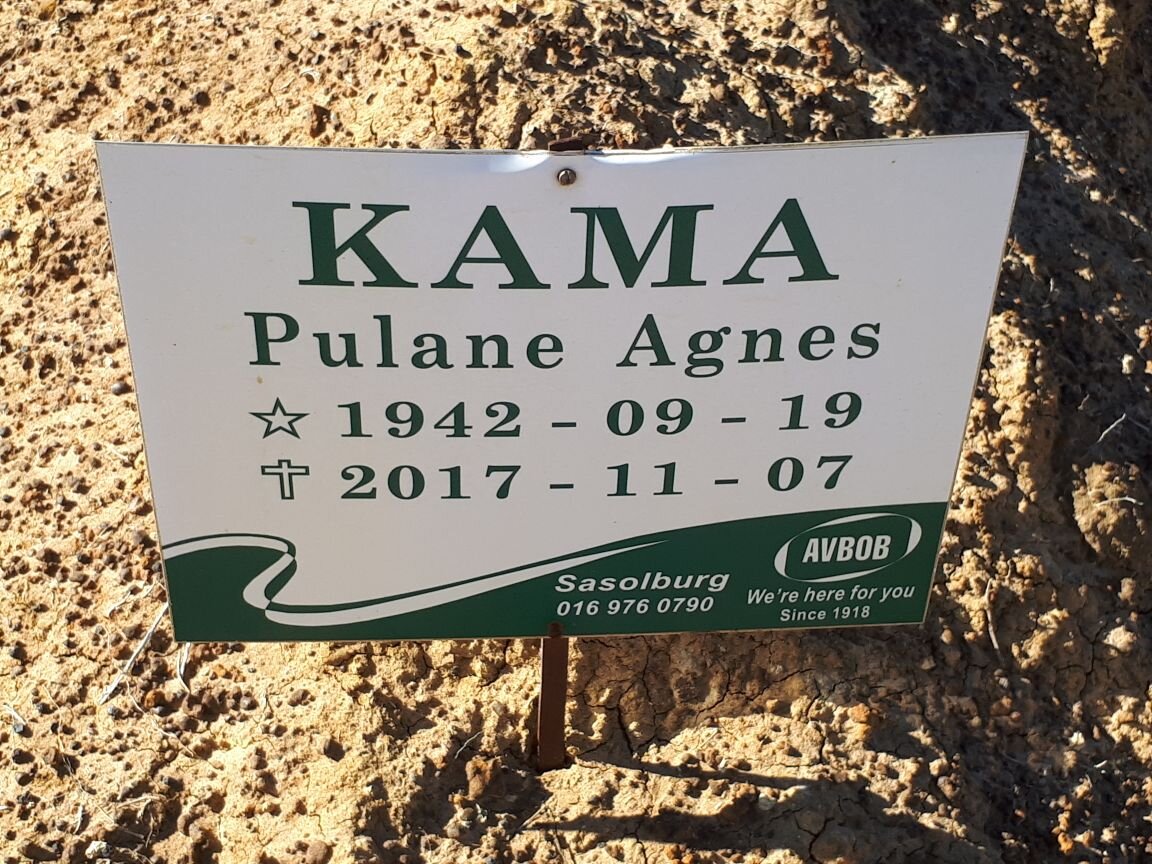 KAMA
Pulane Agnes
☆ 1942 - 09 - 19
✝ 2017 - 11 - 07
AVBOB
Sasolburg
016 976 0790
We're here for you
Since 1918